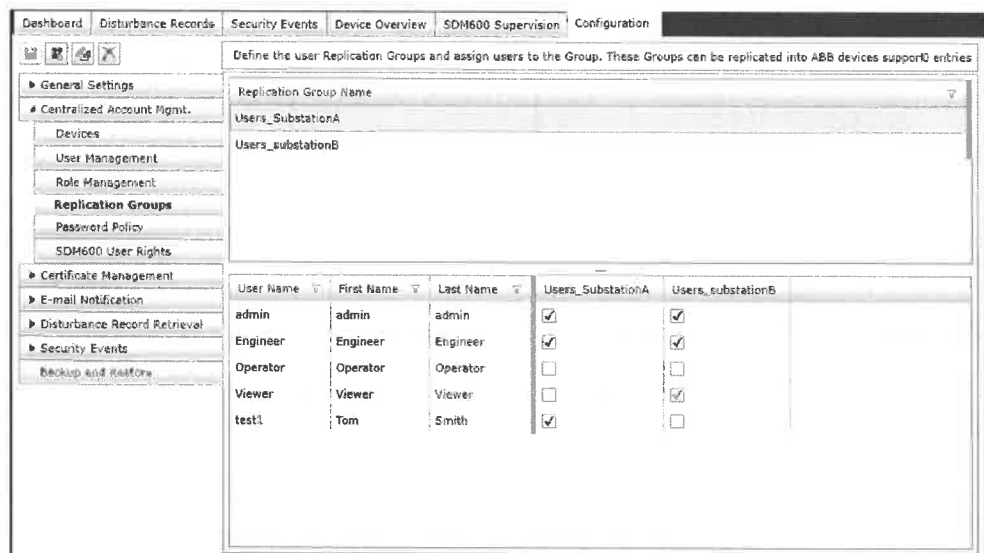 Dashboard Disturbance Records Security Events Device Overview SDM600 Supervision Configuration
Define the user Replication Groups and assign users to the Group. These Groups can be replicated into ABB devices support0 entries
General Settings
Centralized Account Mgmt.
Devices
User Management
Role Management
Replication Groups
Password Policy
SDM600 User Rights
Certificate Management
E-mail Notification
Disturbance Record Retrieval
Security Events
Backup and Restore
Replication Group Name
Users_SubstationA
Users_substationB
User Name First Name Last Name Users_SubstationA Users_substationB
admin admin admin
Engineer Engineer Engineer
Operator Operator Operator
Viewer Viewer Viewer
test1 Tom Smith